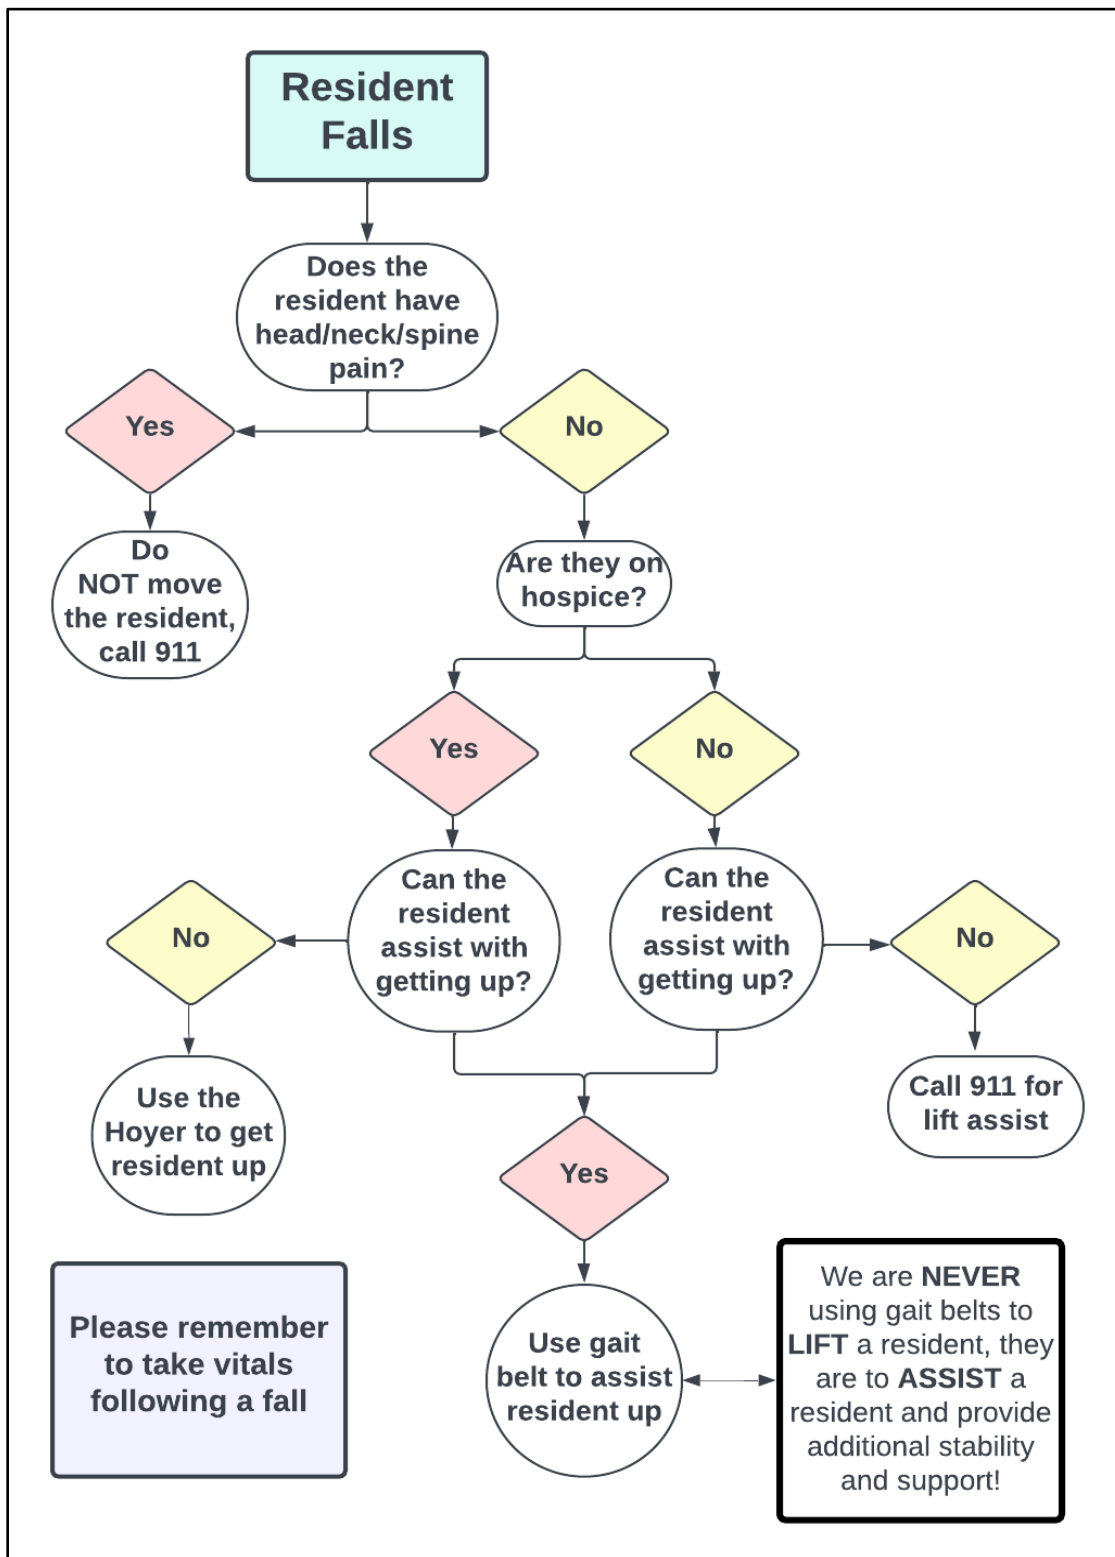 Resident
Falls
Does the
resident have
head/neck/spine
pain?
Yes
No
Do
NOT move
the resident,
call 911
Are they on
hospice?
Yes
No
Can the
resident
assist with
getting up?
Can the
resident
assist with
getting up?
No
No
Use the
Hoyer to get
resident up
Call 911 for
lift assist
Yes
Please remember
to take vitals
following a fall
Use gait
belt to assist
resident up
We are NEVER
using gait belts to
LIFT a resident, they
are to ASSIST a
resident and provide
additional stability
and support!